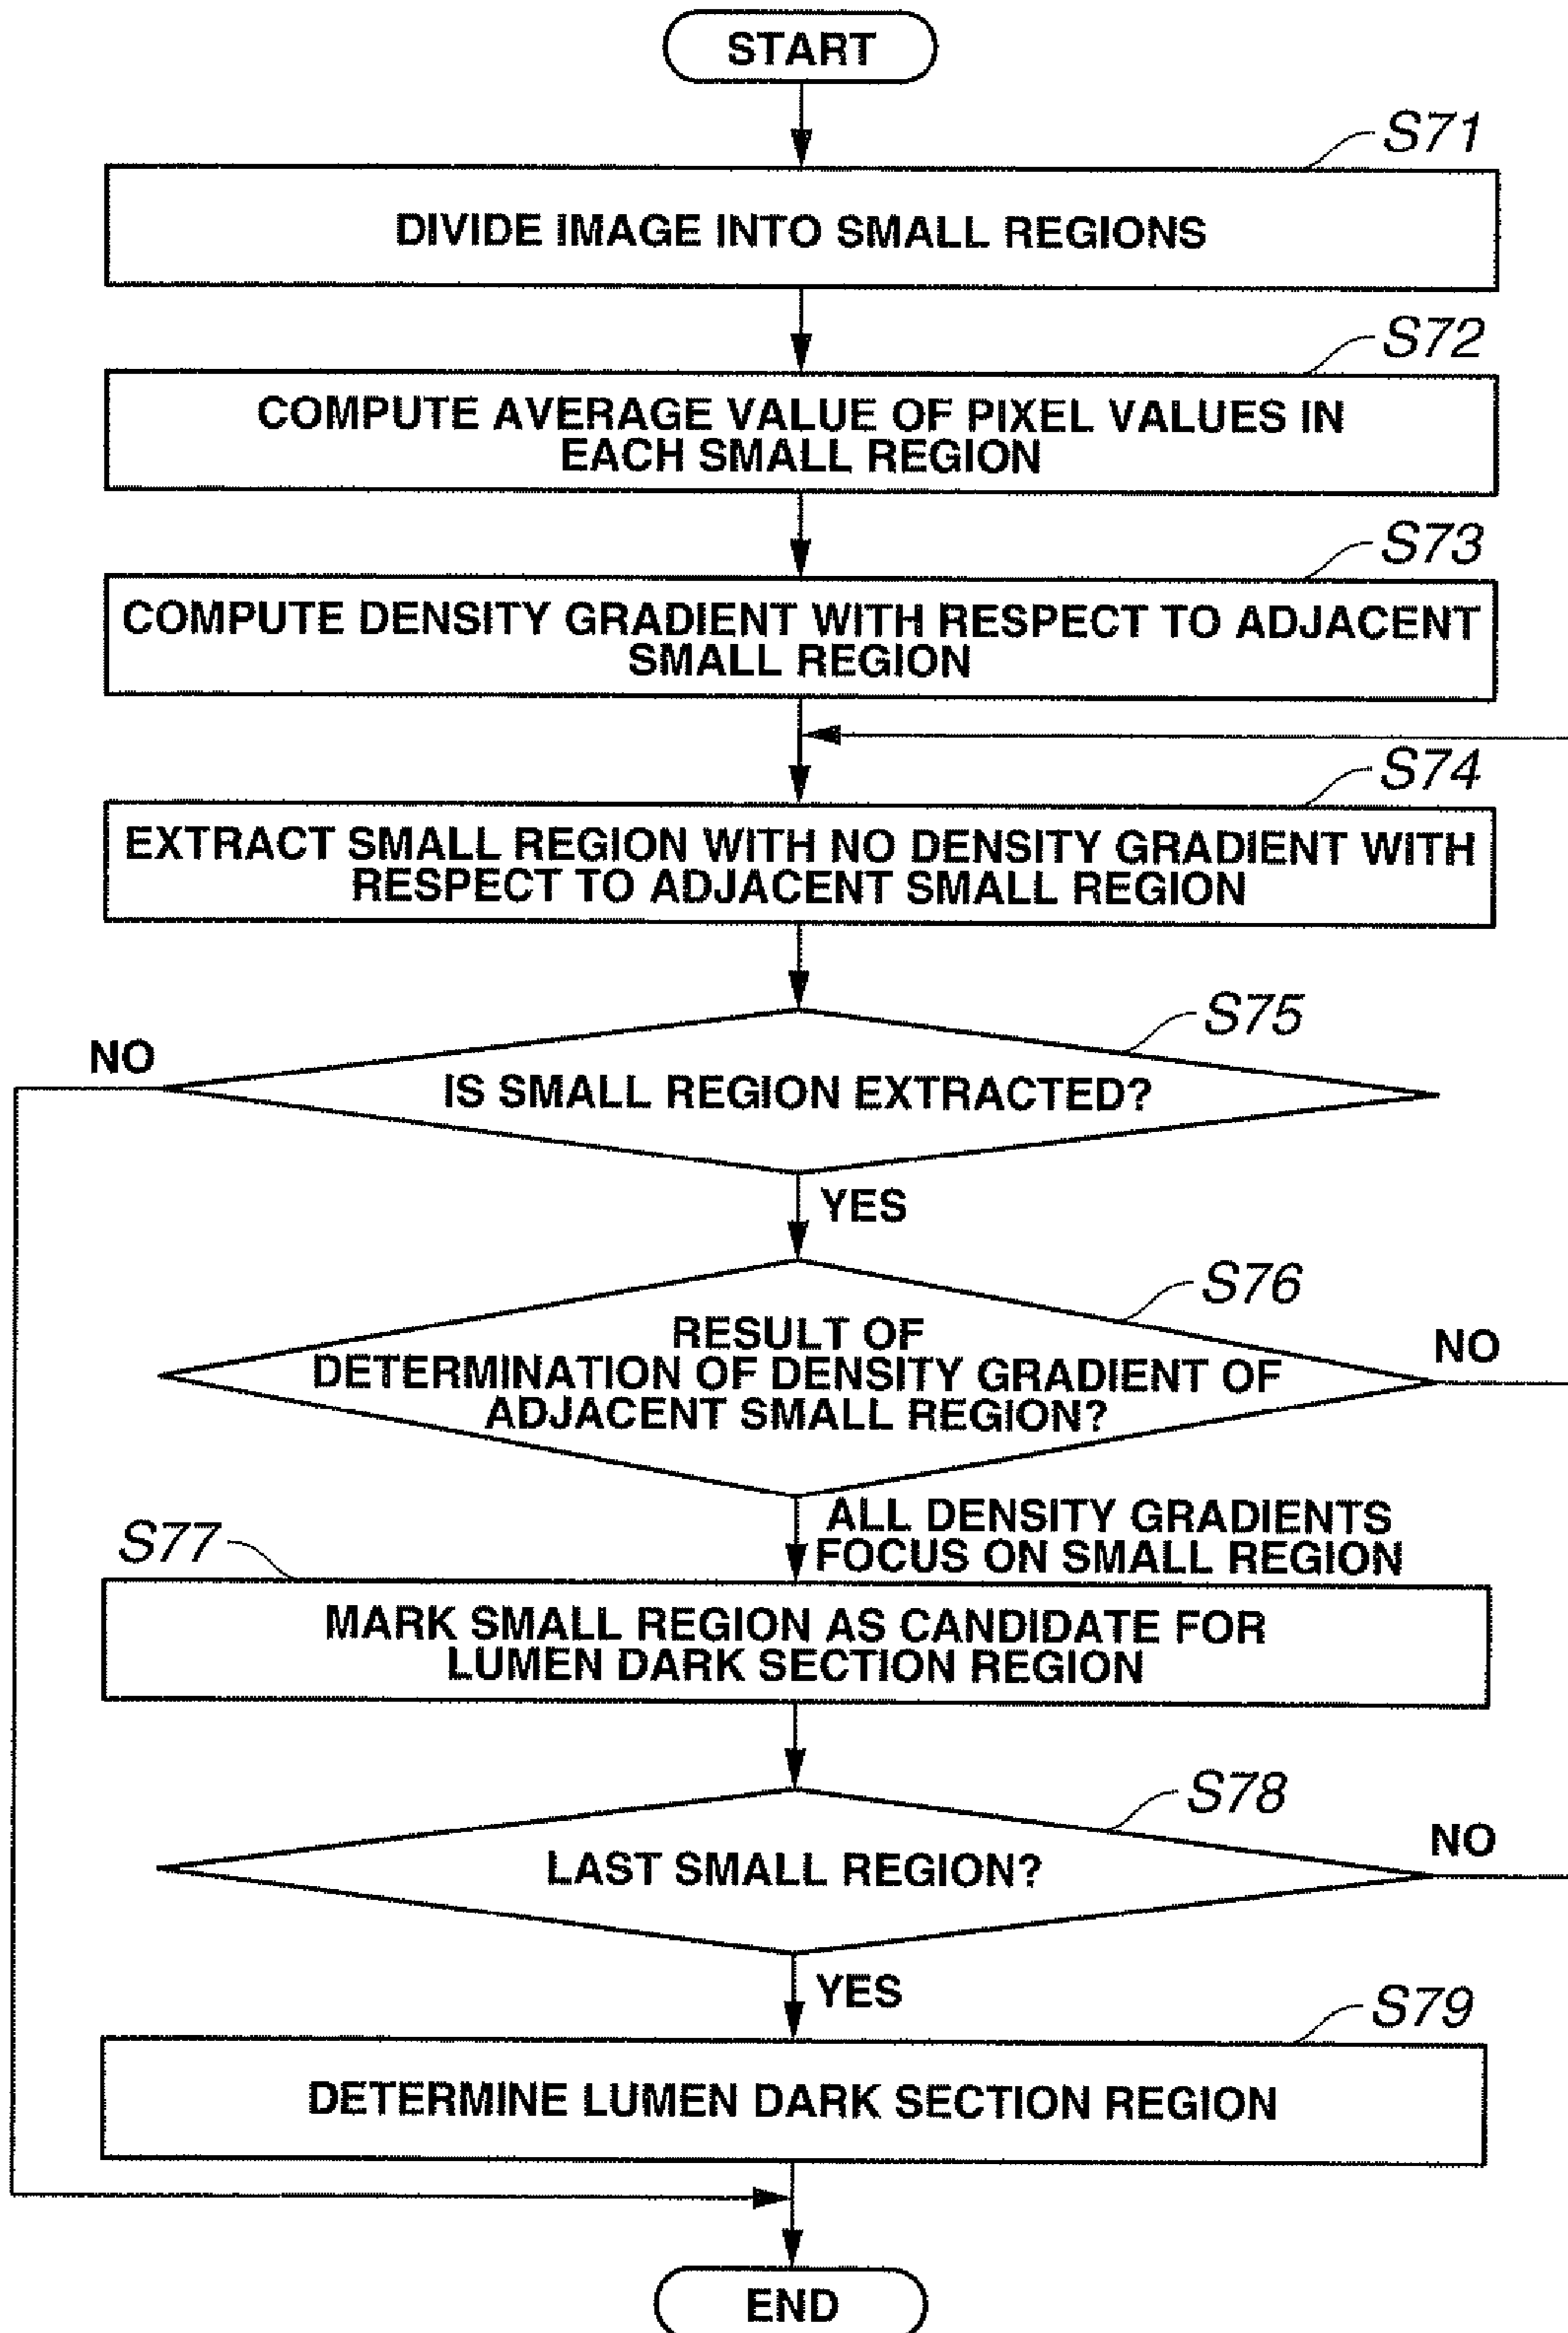 START
S71
DIVIDE IMAGE INTO SMALL REGIONS
S72
COMPUTE AVERAGE VALUE OF PIXEL VALUES IN
EACH SMALL REGION
S73
COMPUTE DENSITY GRADIENT WITH RESPECT TO ADJACENT
SMALL REGION
S74
EXTRACT SMALL REGION WITH NO DENSITY GRADIENT WITH
RESPECT TO ADJACENT SMALL REGION
S75
NO
IS SMALL REGION EXTRACTED?
YES
S76
RESULT OF
DETERMINATION OF DENSITY GRADIENT OF
ADJACENT SMALL REGION?
NO
ALL DENSITY GRADIENTS
FOCUS ON SMALL REGION
S77
MARK SMALL REGION AS CANDIDATE FOR
LUMEN DARK SECTION REGION
S78
LAST SMALL REGION?
NO
YES
S79
DETERMINE LUMEN DARK SECTION REGION
END